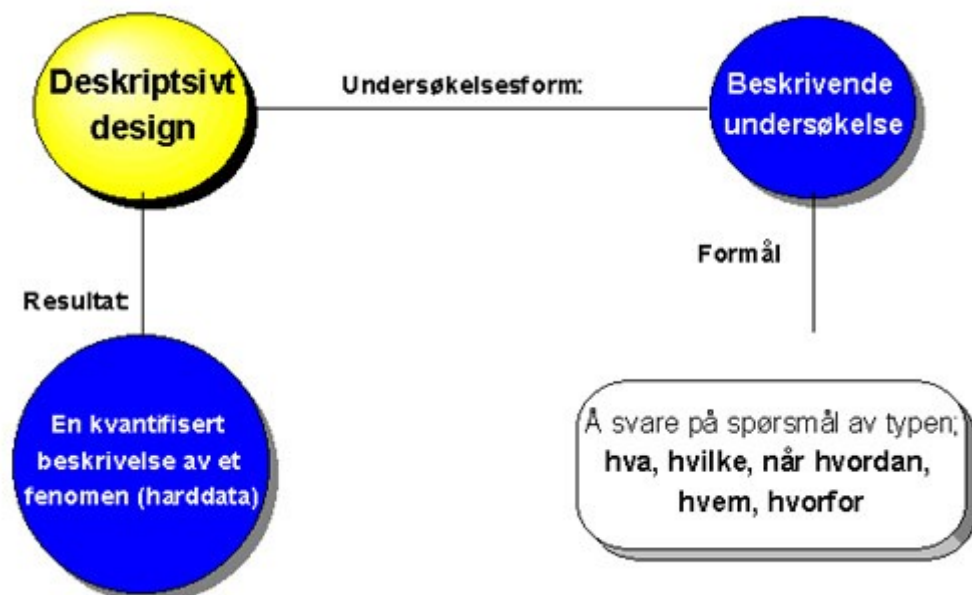 Deskriptsivt
design
Undersøkelsesform:
Beskrivende
undersøkelse
Formål
Resultat:
En kvantifisert
beskrivelse av et
fenomen (harddata)
Å svare på spørsmål av typen;
hva, hvilke, når hvordan,
hvem, hvorfor